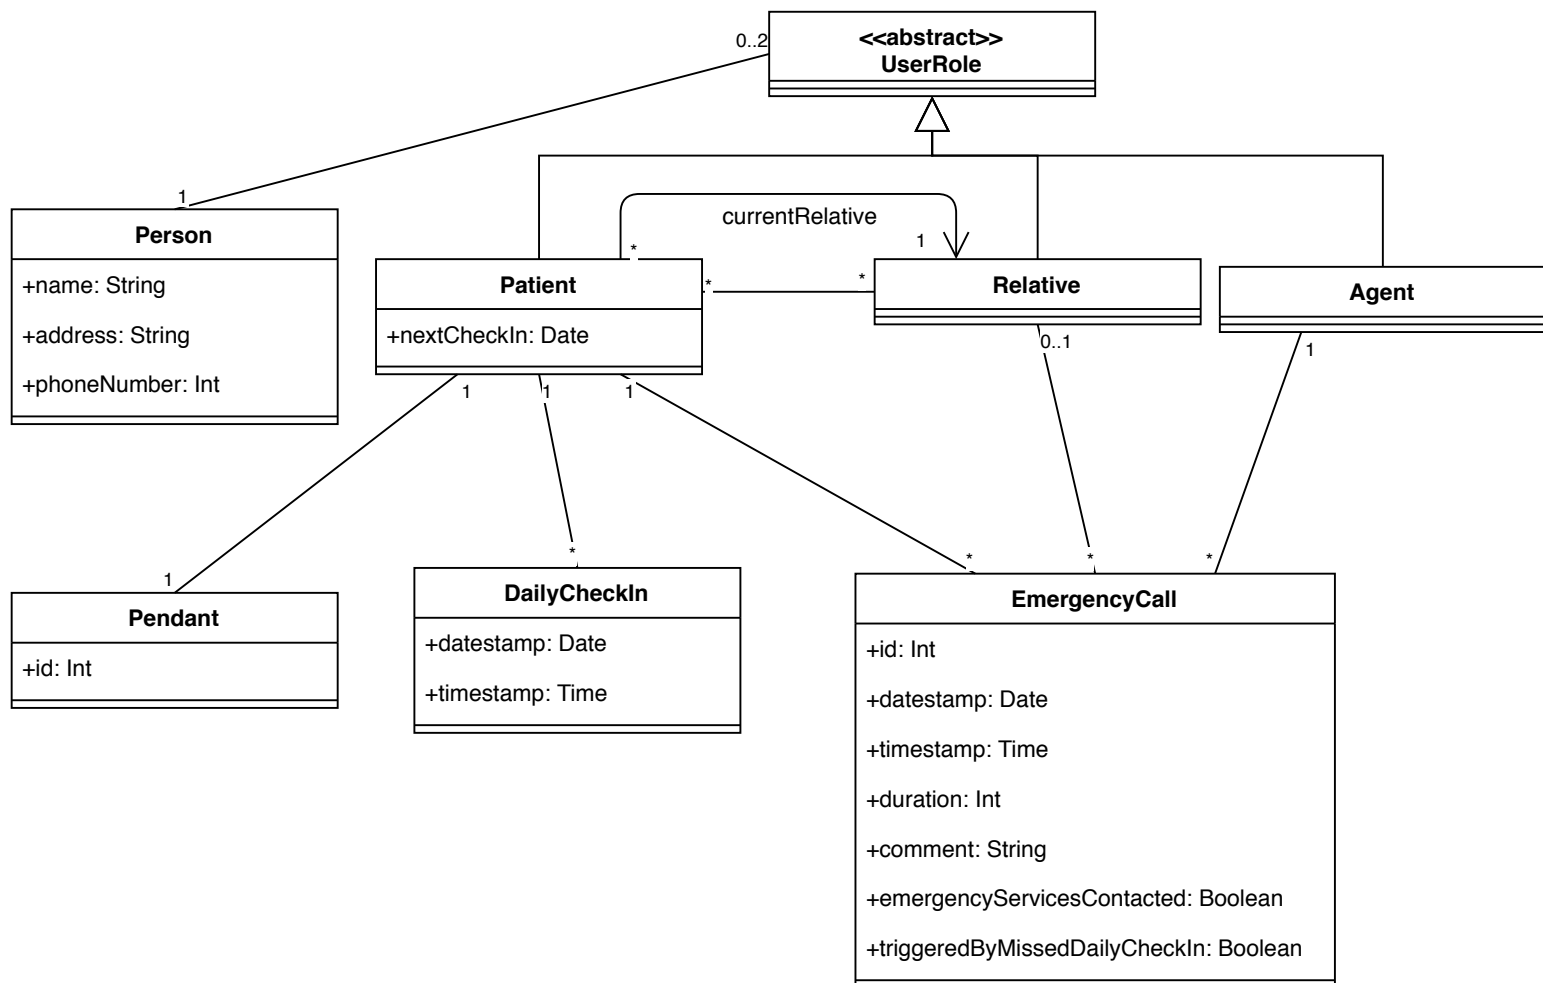 <<abstract>>
UserRole
0..2
1
Person
+name: String
+address: String
+phoneNumber: Int
currentRelative
*
1
Patient
+nextCheckIn: Date
*
*
Relative
Agent
1
1
1
0..1
1
1
*
*
*
*
Pendant
+id: Int
DailyCheckIn
+datestamp: Date
+timestamp: Time
EmergencyCall
+id: Int
+datestamp: Date
+timestamp: Time
+duration: Int
+comment: String
+emergencyServicesContacted: Boolean
+triggeredByMissedDailyCheckIn: Boolean